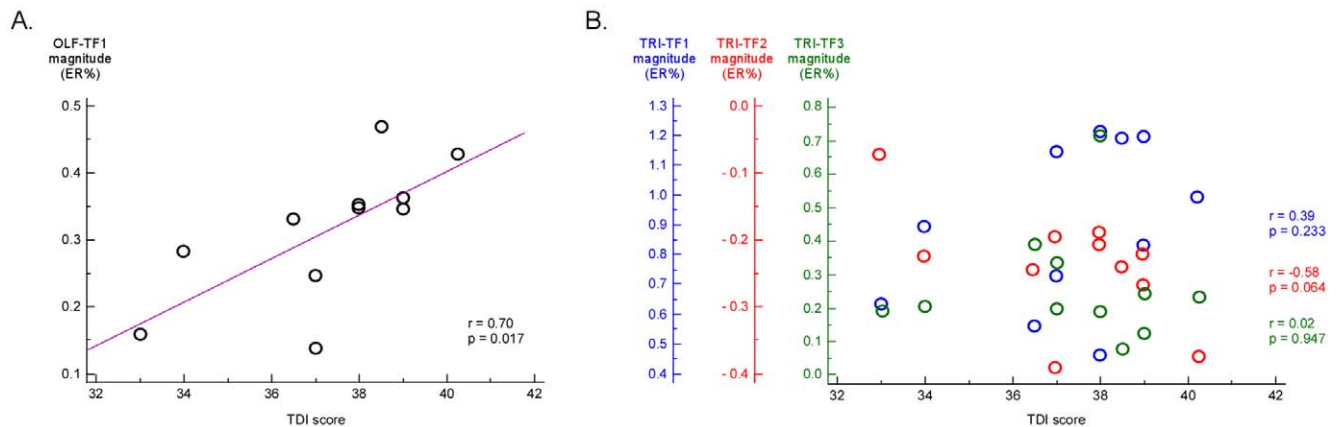 A.
OLF-TF1
magnitude
(ER%)
0.5
0.4
0.3
0.2
0.1
r = 0.70
p = 0.017
32 34 36 38 40 42
TDI score
B.
TRI-TF1
magnitude
(ER%)
1.3
1.2
1.1
1.0
0.9
0.8
0.7
0.6
0.5
0.4
TRI-TF2
magnitude
(ER%)
0.0
- 0.1
- 0.2
- 0.3
- 0.4
TRI-TF3
magnitude
(ER%)
0.8
0.7
0.6
0.5
0.4
0.3
0.2
0.1
0.0
r = 0.39
p = 0.233
r = -0.58
p = 0.064
r = 0.02
p = 0.947
32 34 36 38 40 42
TDI score